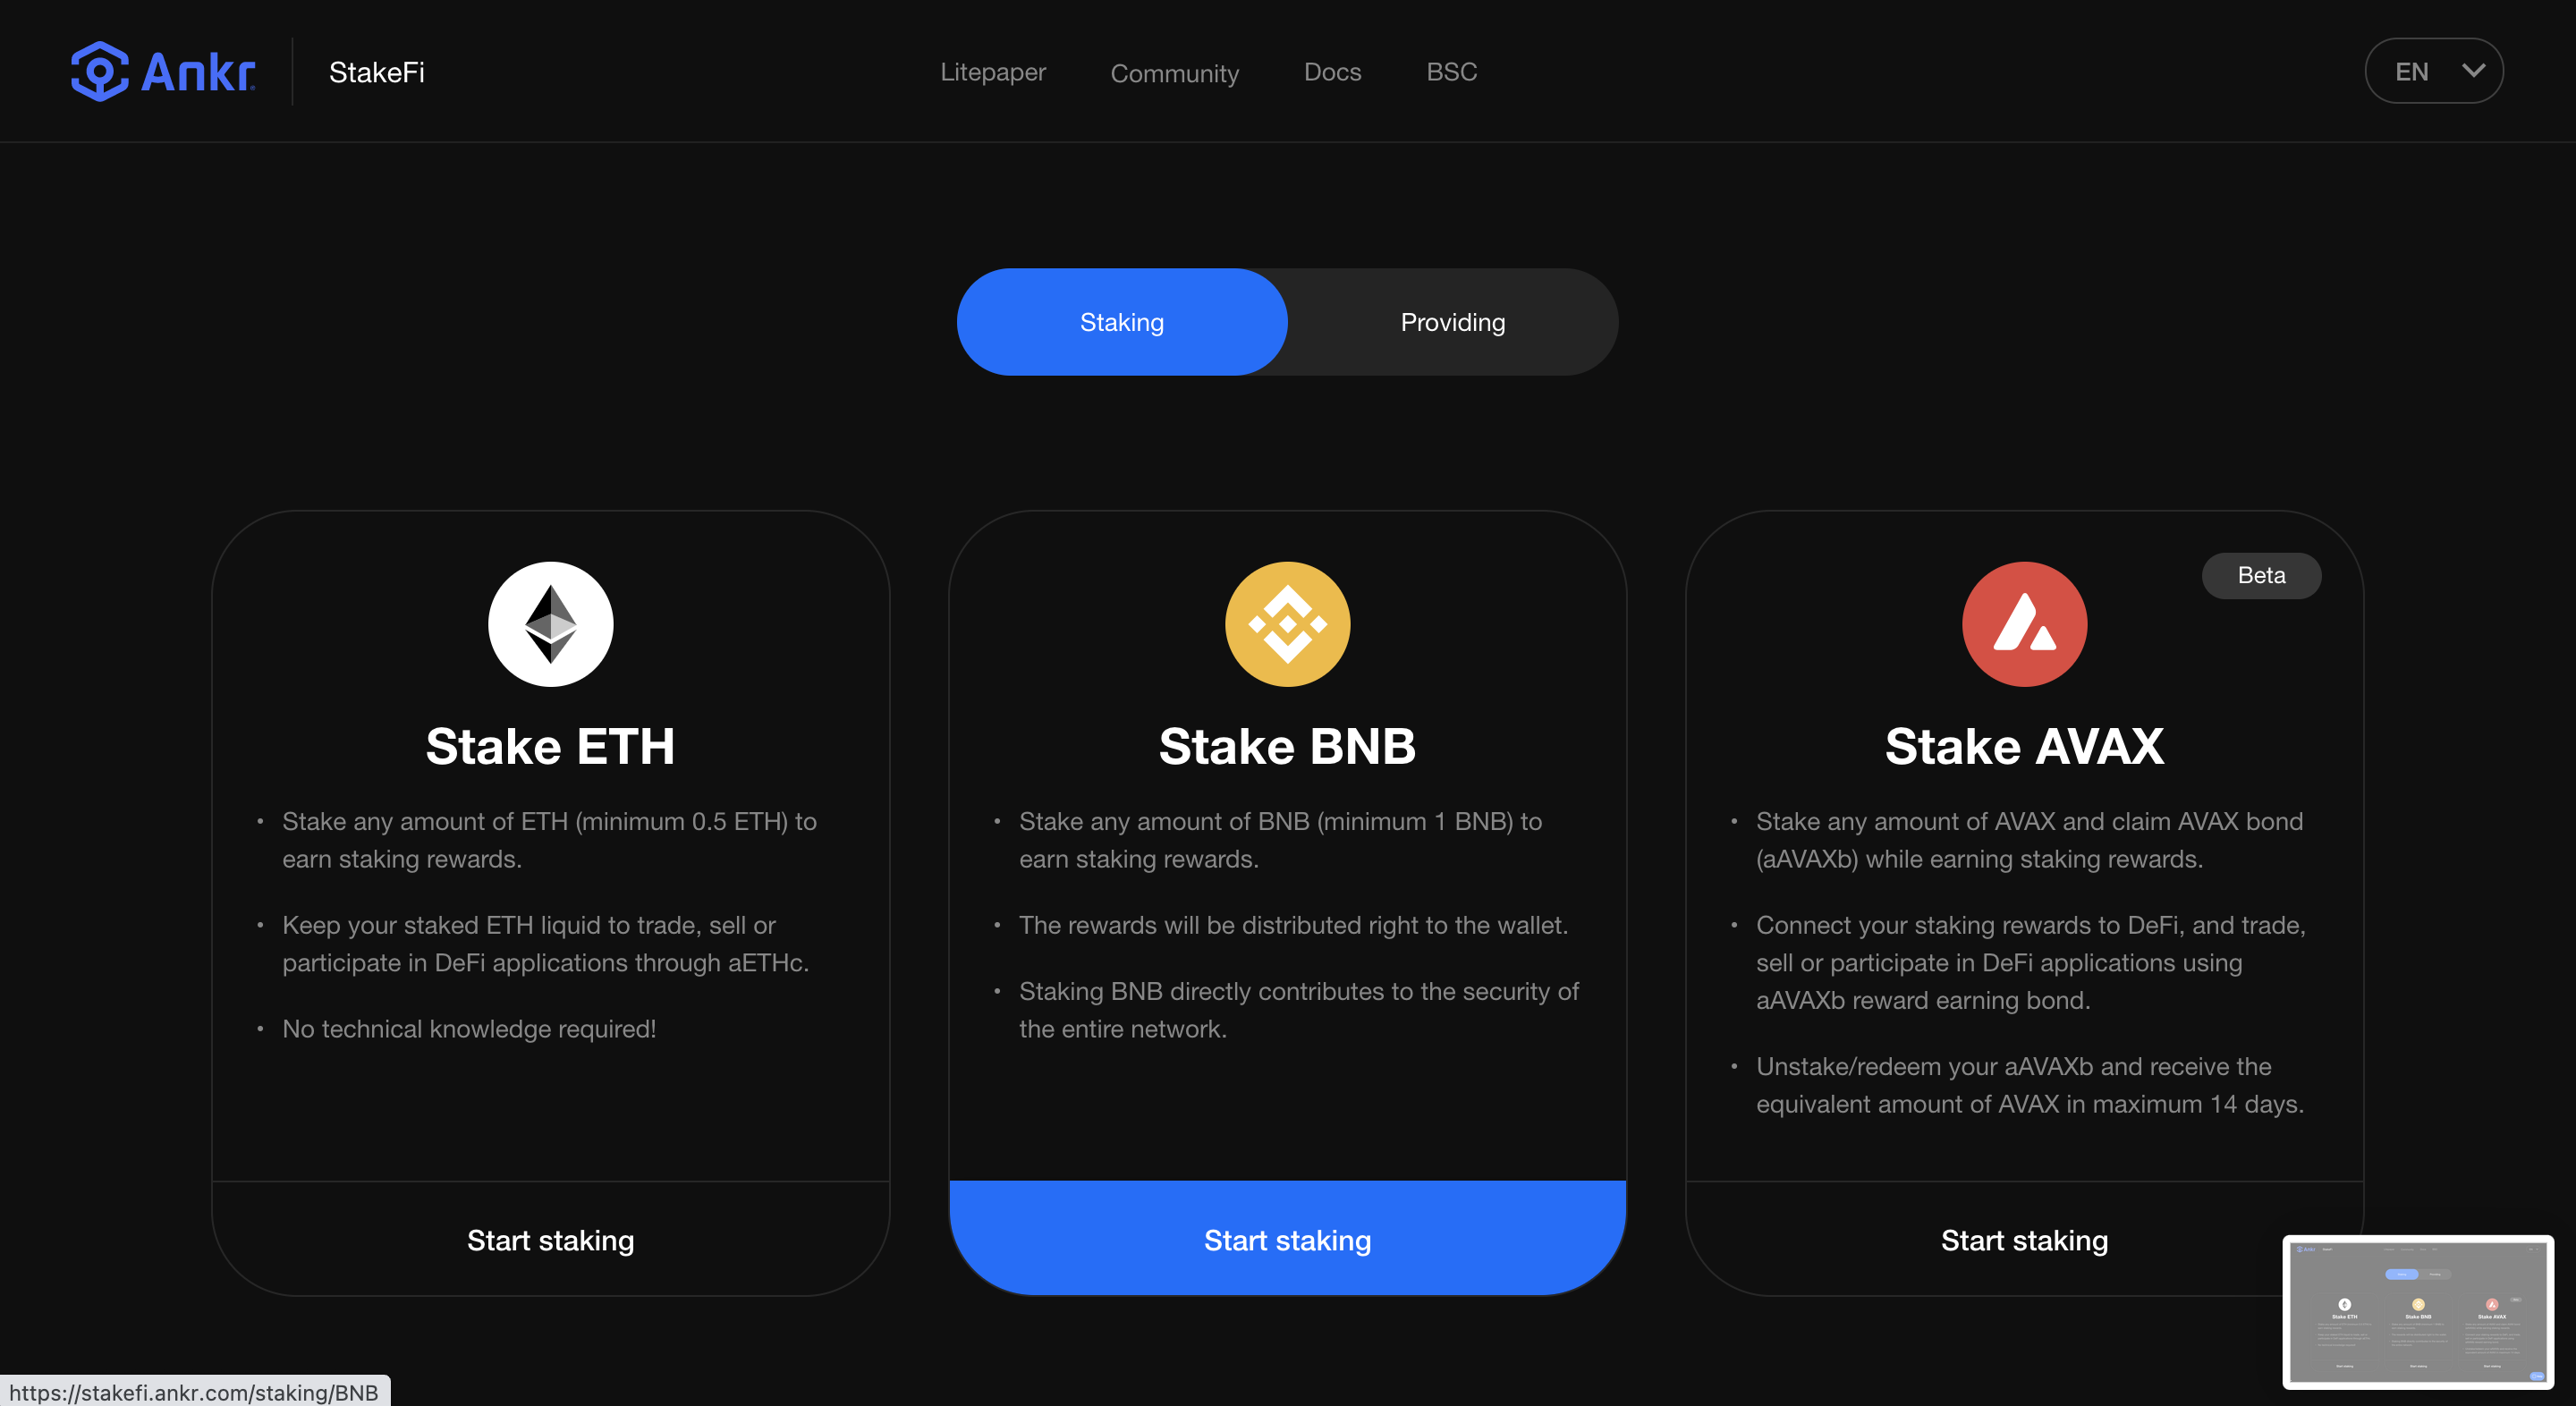 Ankr
StakeFi
Litepaper
Community
Docs
BSC
EN
Staking
Providing
Stake ETH
• Stake any amount of ETH (minimum 0.5 ETH) to
earn staking rewards.
• Keep your staked ETH liquid to trade, sell or
participate in DeFi applications through aETHc.
• No technical knowledge required!
Start staking
Stake BNB
• Stake any amount of BNB (minimum 1 BNB) to
earn staking rewards.
• The rewards will be distributed right to the wallet.
• Staking BNB directly contributes to the security of
the entire network.
Start staking
Beta
Stake AVAX
• Stake any amount of AVAX and claim AVAX bond
(aAVAXb) while earning staking rewards.
• Connect your staking rewards to DeFi, and trade,
sell or participate in DeFi applications using
aAVAXb reward earning bond.
• Unstake/redeem your aAVAXb and receive the
equivalent amount of AVAX in maximum 14 days.
Start staking
Ankr
Stake ETH
Stake BNB
Stake AVAX
https://stakefi.ankr.com/staking/BNB